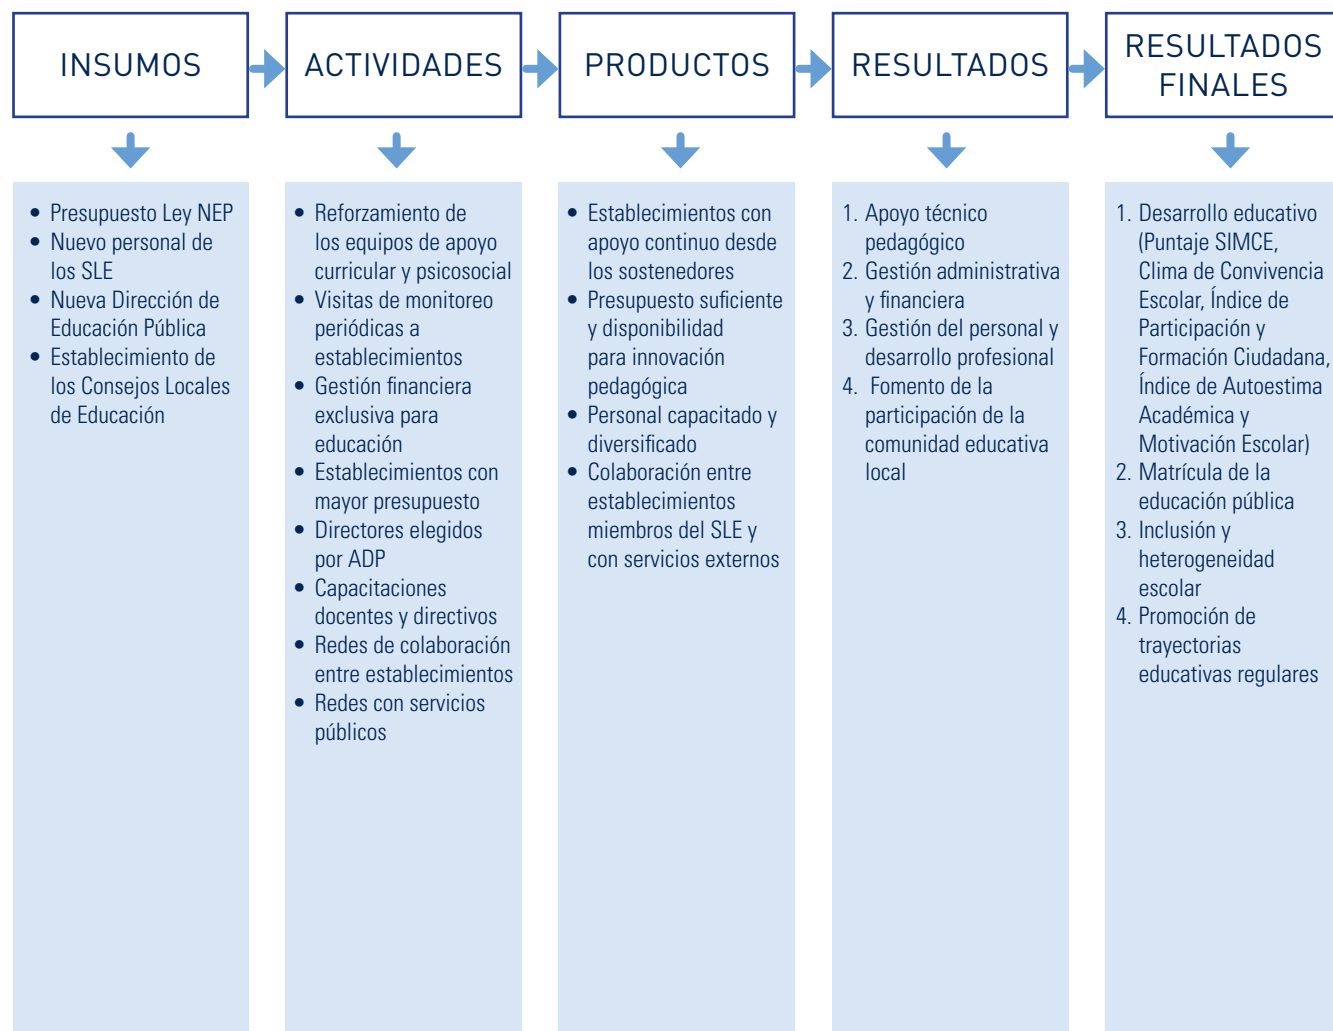 INSUMOS
ACTIVIDADES
PRODUCTOS
RESULTADOS
RESULTADOS
FINALES
• Presupuesto Ley NEP
• Nuevo personal de
los SLE
• Nueva Dirección de
Educación Pública
• Establecimiento de
los Consejos Locales
de Educación
• Reforzamiento de
los equipos de apoyo
curricular y psicosocial
• Visitas de monitoreo
periódicas a
establecimientos
• Gestión financiera
exclusiva para
educación
• Establecimientos con
mayor presupuesto
• Directores elegidos
por ADP
• Capacitaciones
docentes y directivos
• Redes de colaboración
entre establecimientos
• Redes con servicios
públicos
• Establecimientos con
apoyo continuo desde
los sostenedores
• Presupuesto suficiente
y disponibilidad
para innovación
pedagógica
• Personal capacitado y
diversificado
• Colaboración entre
establecimientos
miembros del SLE y
con servicios externos
1. Apoyo técnico
pedagógico
2. Gestión administrativa
y financiera
3. Gestión del personal y
desarrollo profesional
4. Fomento de la
participación de la
comunidad educativa
local
1. Desarrollo educativo
(Puntaje SIMCE,
Clima de Convivencia
Escolar, Índice de
Participación y
Formación Ciudadana,
Índice de Autoestima
Académica y
Motivación Escolar)
2. Matrícula de la
educación pública
3. Inclusión y
heterogeneidad
escolar
4. Promoción de
trayectorias
educativas regulares